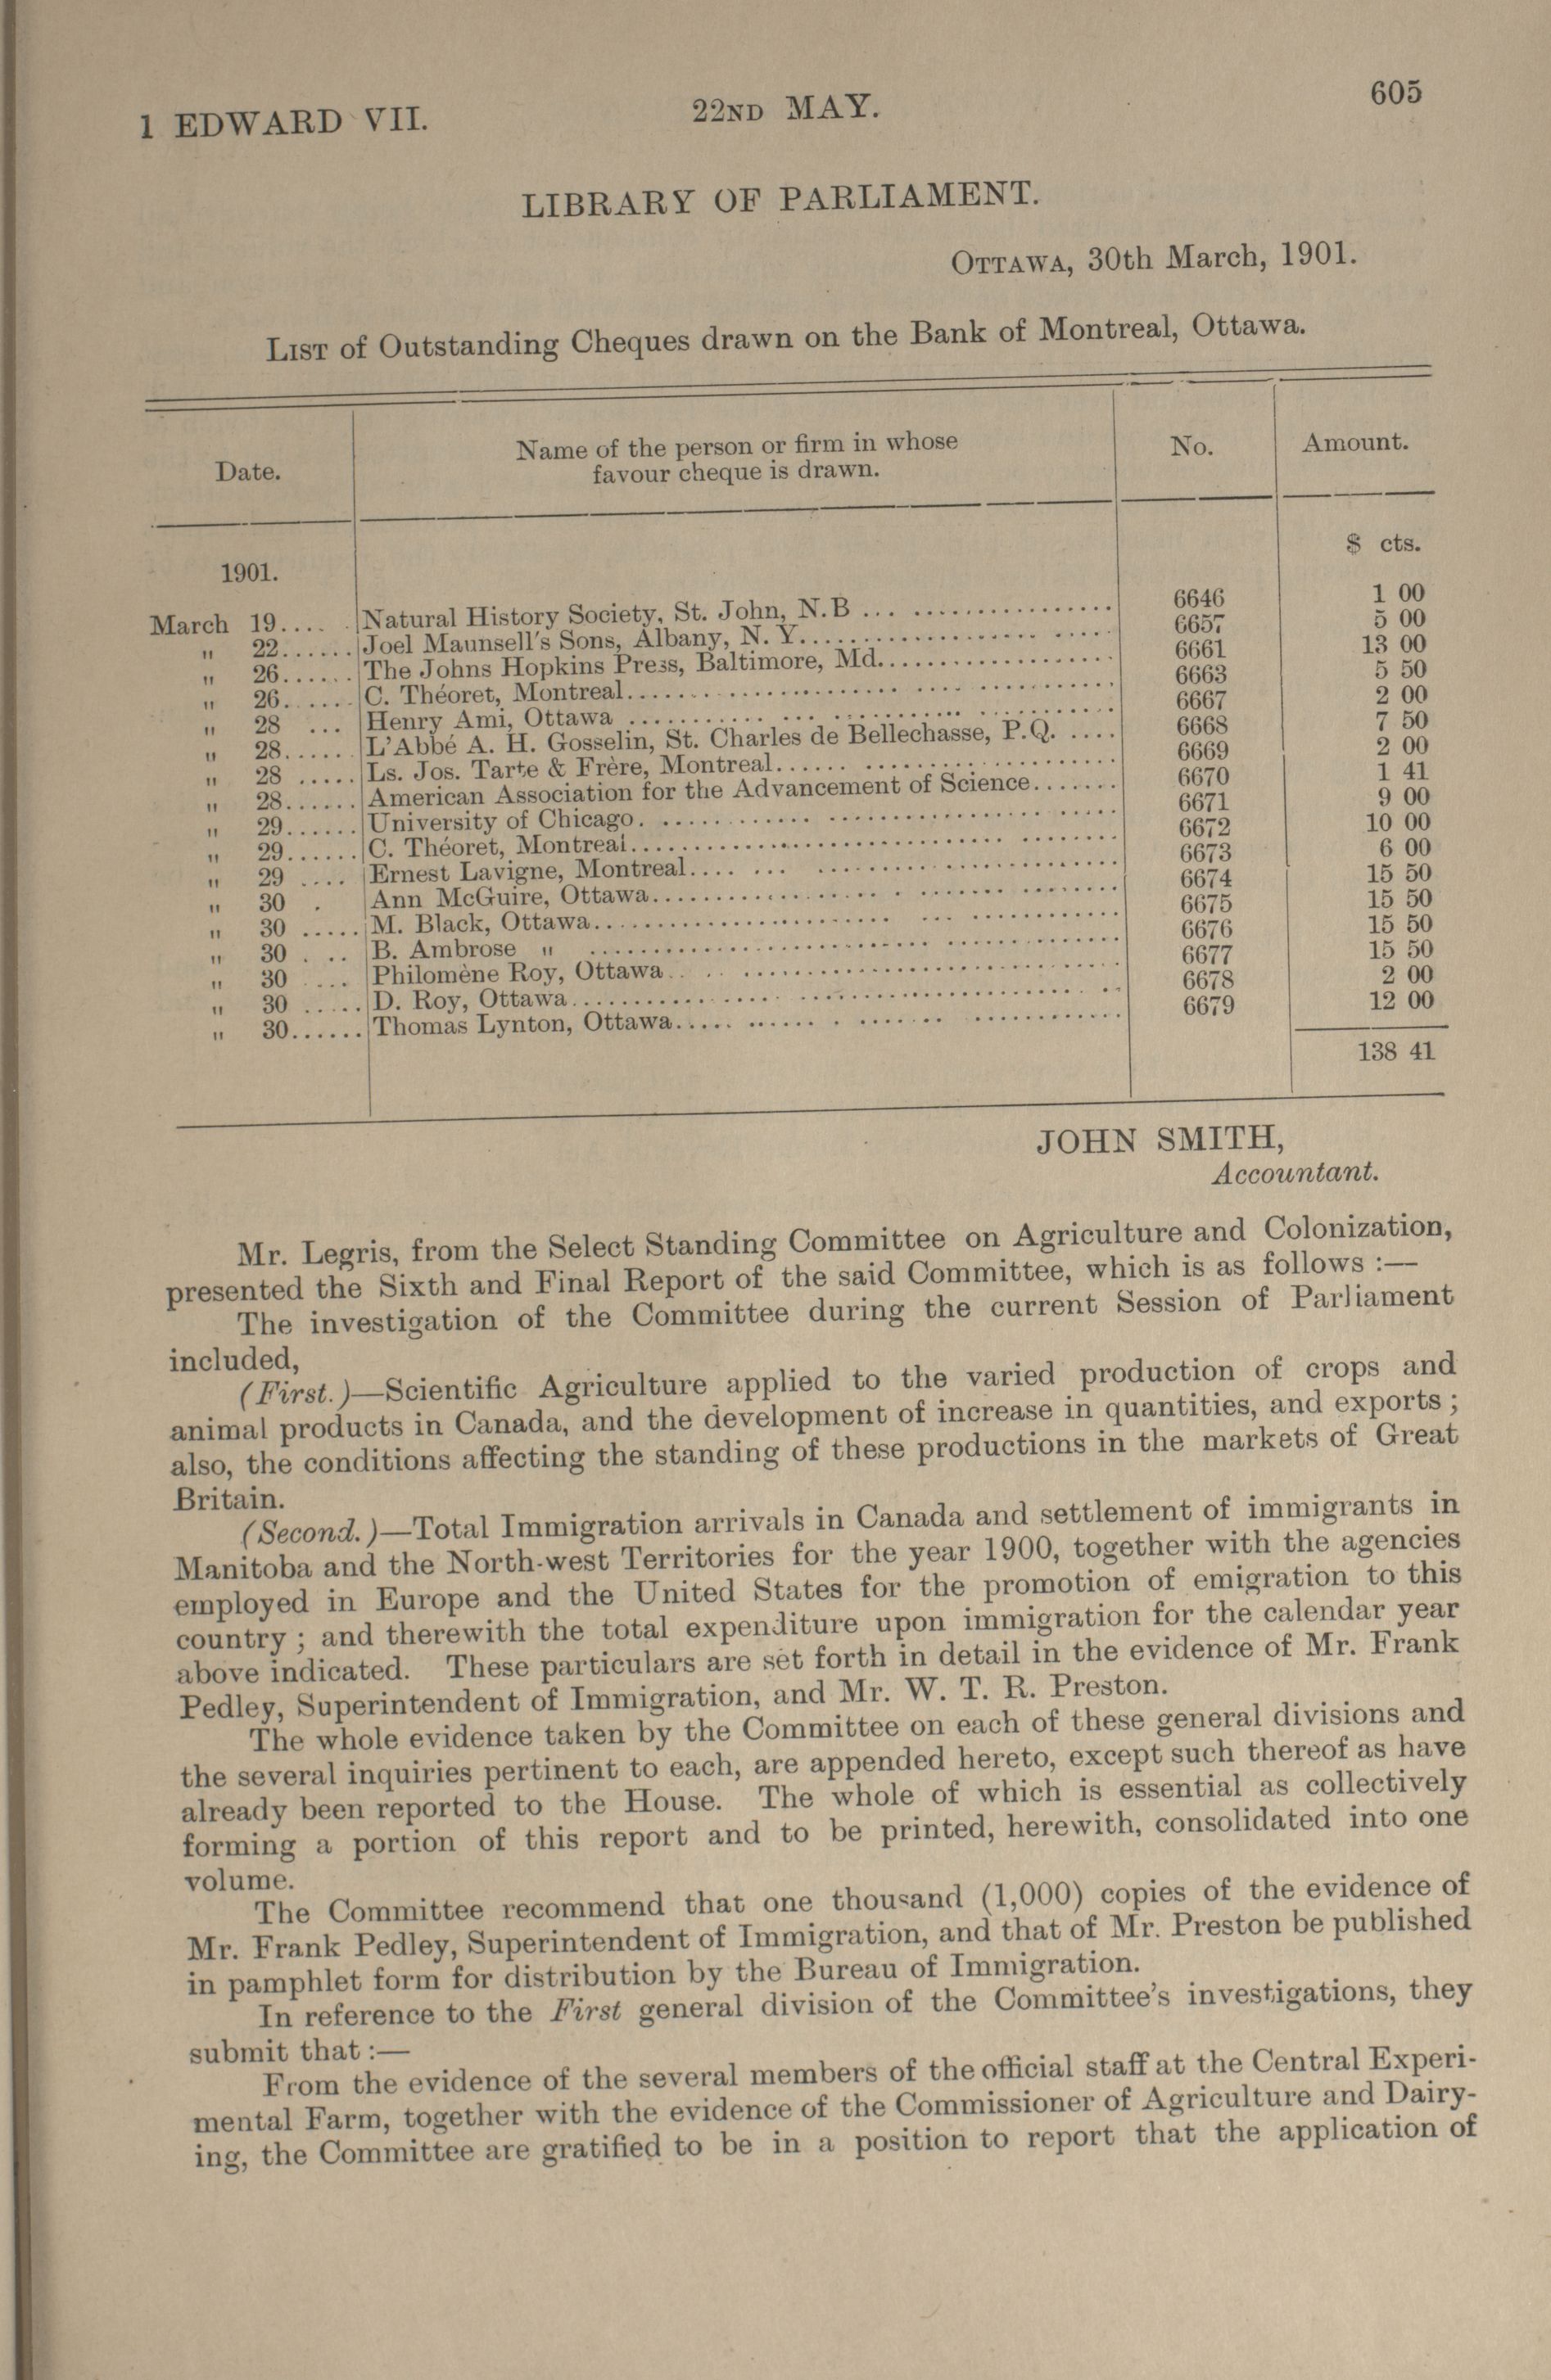 1 EDWARD VII. 22ND MAY. 605
LIBRARY OF PARLIAMENT.
OTTAWA, 30th March, 1901.
LIST of Outstanding Cheques drawn on the Bank of Montreal, Ottawa.
Date. Name of the person or firm in whose favour cheque is drawn. No. Amount.
$ cts.
1901.
March 19.... . Natural History Society, St. John, N.B ... ................ 6646 1 00
" 22...... Joel Maunsell's Sons, Albany, N. Y........................ ..... 6657 5 00
" 26...... The Johns Hopkins Press, Baltimore, Md..................... 6661 13 00
" 26...... C. Théoret, Montreal....... .................. .... ............ 6663 5 50
" 28 ... Henry Ami, Ottawa ............ ... ............ ............ 6667 2 00
" 28..... L'Abbé A. H. Gosselin, St. Charles de Bellechasse, P.Q. .... 6668 7 50
" 28 ..... Ls. Jos. Tarte & Frère, Montreal...... ...................... 6669 2 00
" 28...... American Association for the Advancement of Science....... 6670 1 41
" 29...... University of Chicago. ............ .................... ..... 6671 9 00
" 29...... C. Théoret, Montreal................................ ......... 6672 10 00
" 29 .... Ernest Lavigne, Montreal.... ... ....................... 6673 6 00
" 30 . Ann McGuire, Ottawa.................... . ....... ........ 6674 15 50
" 30 ..... M. Black, Ottawa......................... ... ............ 6675 15 50
" 30 . .. B. Ambrose " ............................ .............. 6676 15 50
" 30 .... Philomène Roy, Ottawa.. . . ............................ 6677 15 50
" 30 ..... D. Roy, Ottawa............. .... ........................ .. 6678 2 00
" 30...... Thomas Lynton, Ottawa..... ...... . ....... ............ 6679 12 00
138 41
JOHN SMITH,
Accountant.
Mr. Legris, from the Select Standing Committee on Agriculture and Colonization,
presented the Sixth and Final Report of the said Committee, which is as follows :—
The investigation of the Committee during the current Session of Parliament
included,
(First.)—Scientific Agriculture applied to the varied production of crops and
animal products in Canada, and the development of increase in quantities, and exports ;
also, the conditions affecting the standing of these productions in the markets of Great
Britain.
(Second.)—Total Immigration arrivals in Canada and settlement of immigrants in
Manitoba and the North-west Territories for the year 1900, together with the agencies
employed in Europe and the United States for the promotion of emigration to this
country ; and therewith the total expenditure upon immigration for the calendar year
above indicated. These particulars are set forth in detail in the evidence of Mr. Frank
Pedley, Superintendent of Immigration, and Mr. W. T. R. Preston.
The whole evidence taken by the Committee on each of these general divisions and
the several inquiries pertinent to each, are appended hereto, except such thereof as have
already been reported to the House. The whole of which is essential as collectively
forming a portion of this report and to be printed, herewith, consolidated into one
volume.
The Committee recommend that one thousand (1,000) copies of the evidence of
Mr. Frank Pedley, Superintendent of Immigration, and that of Mr. Preston be published
in pamphlet form for distribution by the Bureau of Immigration.
In reference to the First general division of the Committee's investigations, they
submit that :—
From the evidence of the several members of the official staff at the Central Experi-
mental Farm, together with the evidence of the Commissioner of Agriculture and Dairy-
ing, the Committee are gratified to be in a position to report that the application of